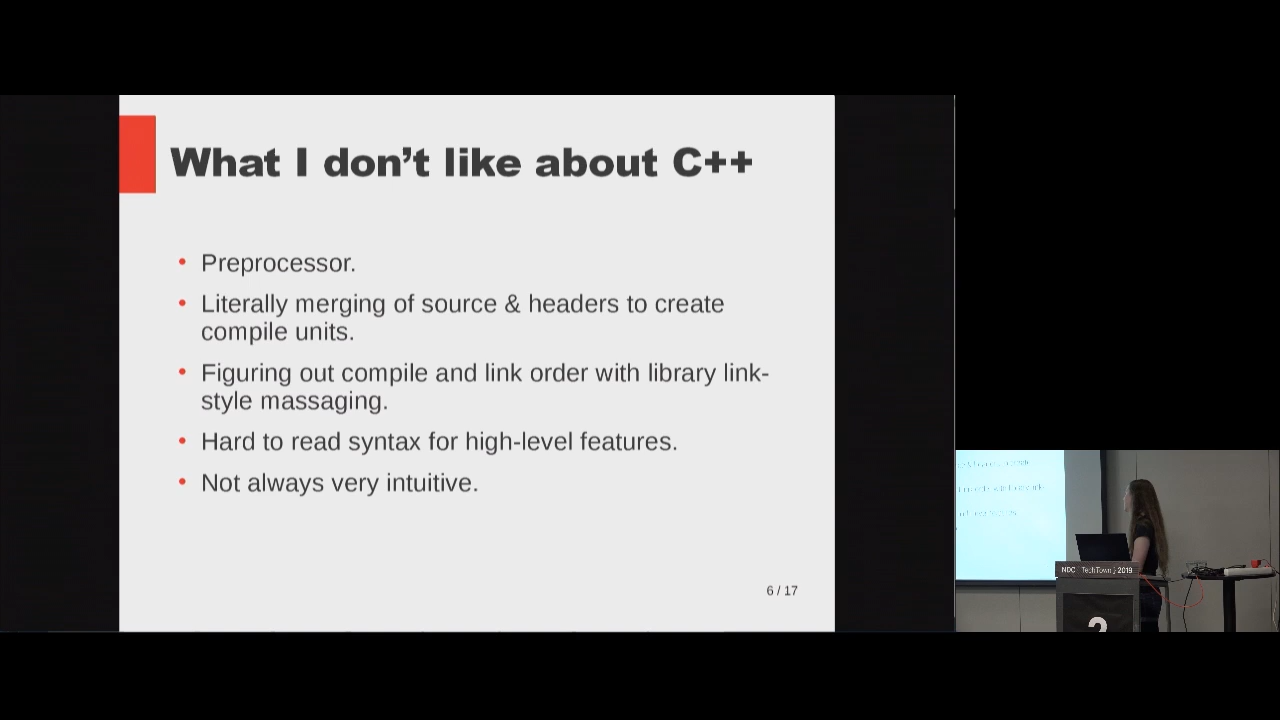 What I don’t like about C++
• Preprocessor.
• Literally merging of source & headers to create
compile units.
• Figuring out compile and link order with library link-
style massaging.
• Hard to read syntax for high-level features.
• Not always very intuitive.
6 / 17
NDC TechTown } 2019
2